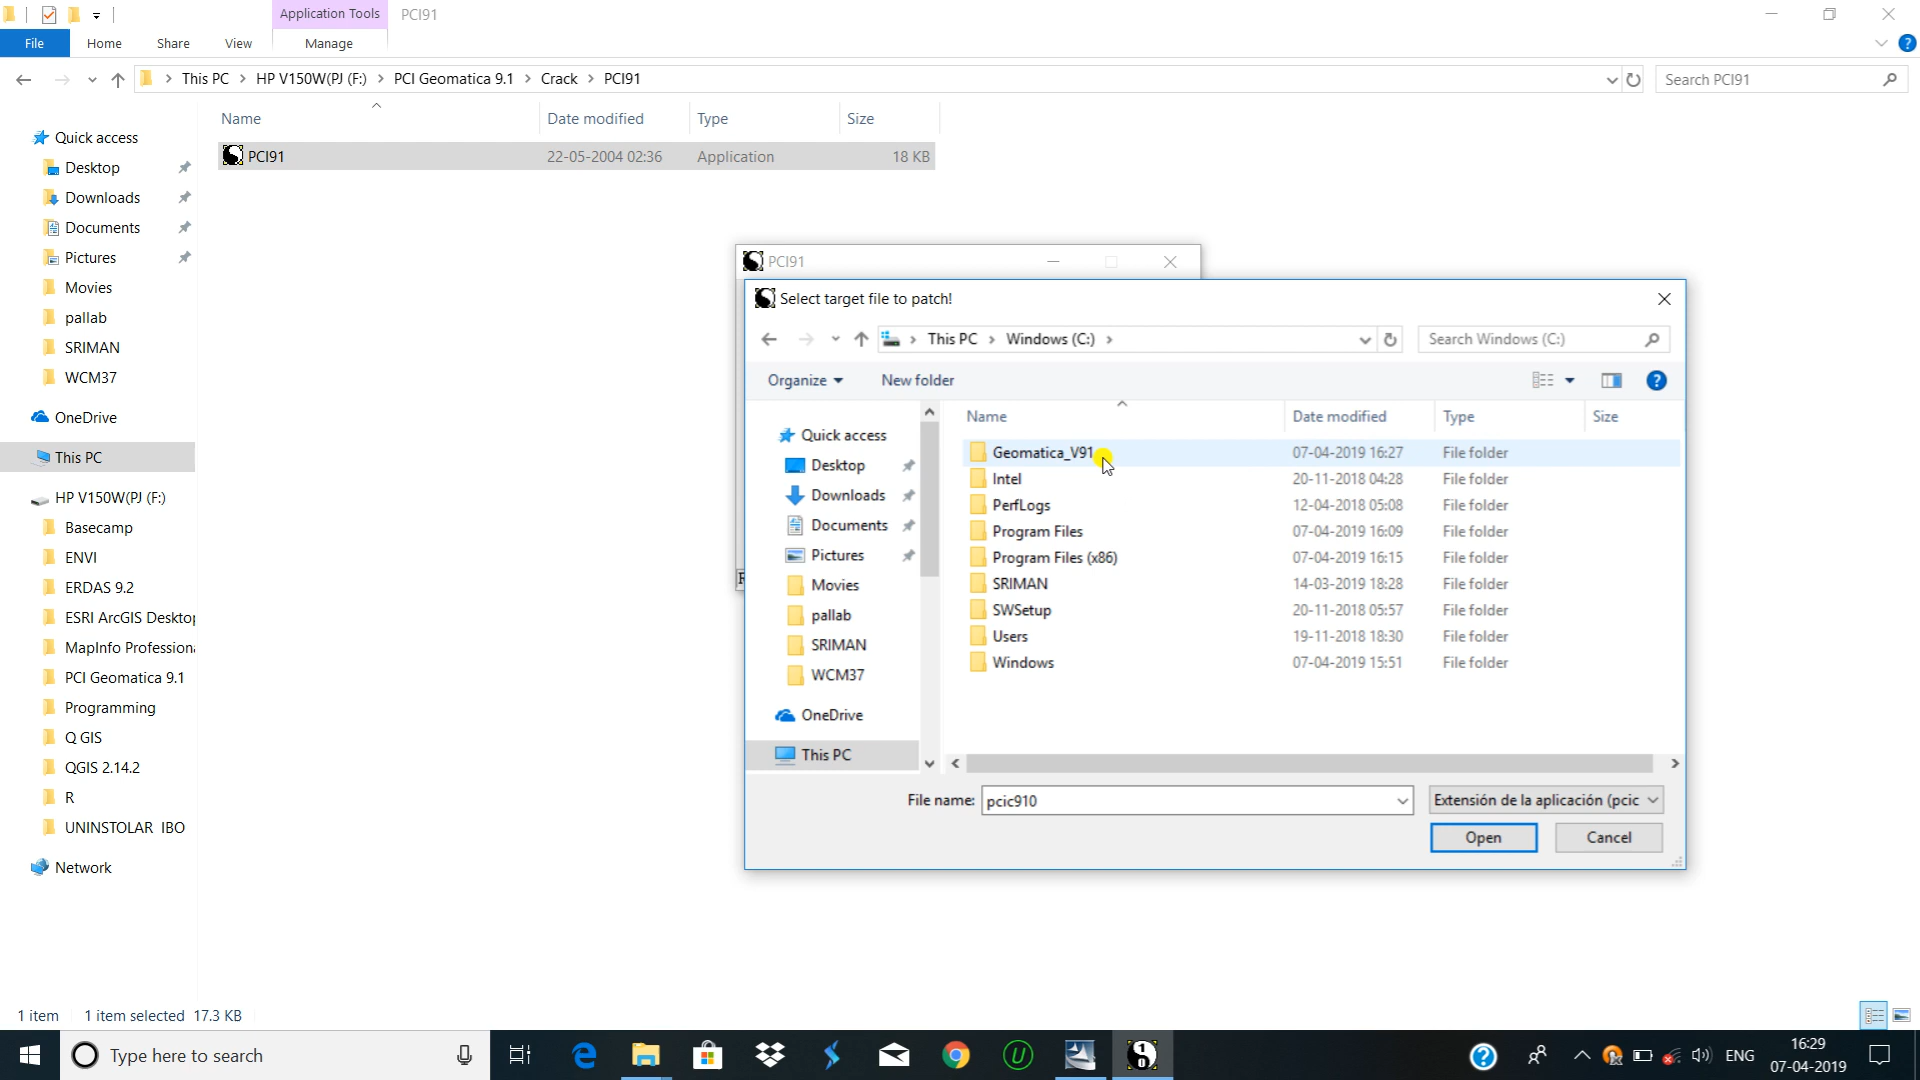 Application Tools PCI91
File Home Share View Manage
This PC HP V150W(PJ (F:) PCI Geomatica 9.1 Crack PCI91
Search PCI91
Name Date modified Type Size
PCI91 22-05-2004 02:36 Application 18 KB
Quick access
Desktop
Downloads
Documents
Pictures
Movies
pallab
SRIMAN
WCM37
OneDrive
This PC
HP V150W(PJ (F:)
Basecamp
ENVI
ERDAS 9.2
ESRI ArcGIS Desktop
MapInfo Professiona
PCI Geomatica 9.1
Programming
Q GIS
QGIS 2.14.2
R
UNINSTOLAR IBO
Network
PCI91
Select target file to patch!
This PC Windows (C:)
Search Windows (C:)
Organize New folder
Name Date modified Type Size
Quick access
Desktop
Downloads
Documents
Pictures
Movies
pallab
SRIMAN
WCM37
OneDrive
This PC
Geomatica_V91 07-04-2019 16:27 File folder
Intel 20-11-2018 04:28 File folder
PerfLogs 12-04-2018 05:08 File folder
Program Files 07-04-2019 16:09 File folder
Program Files (x86) 07-04-2019 16:15 File folder
SRIMAN 14-03-2019 18:28 File folder
SWSetup 20-11-2018 05:57 File folder
Users 19-11-2018 18:30 File folder
Windows 07-04-2019 15:51 File folder
File name: pcic910 Extensión de la aplicación (pcic
Open Cancel
1 item 1 item selected 17.3 KB
Type here to search
ENG
16:29
07-04-2019